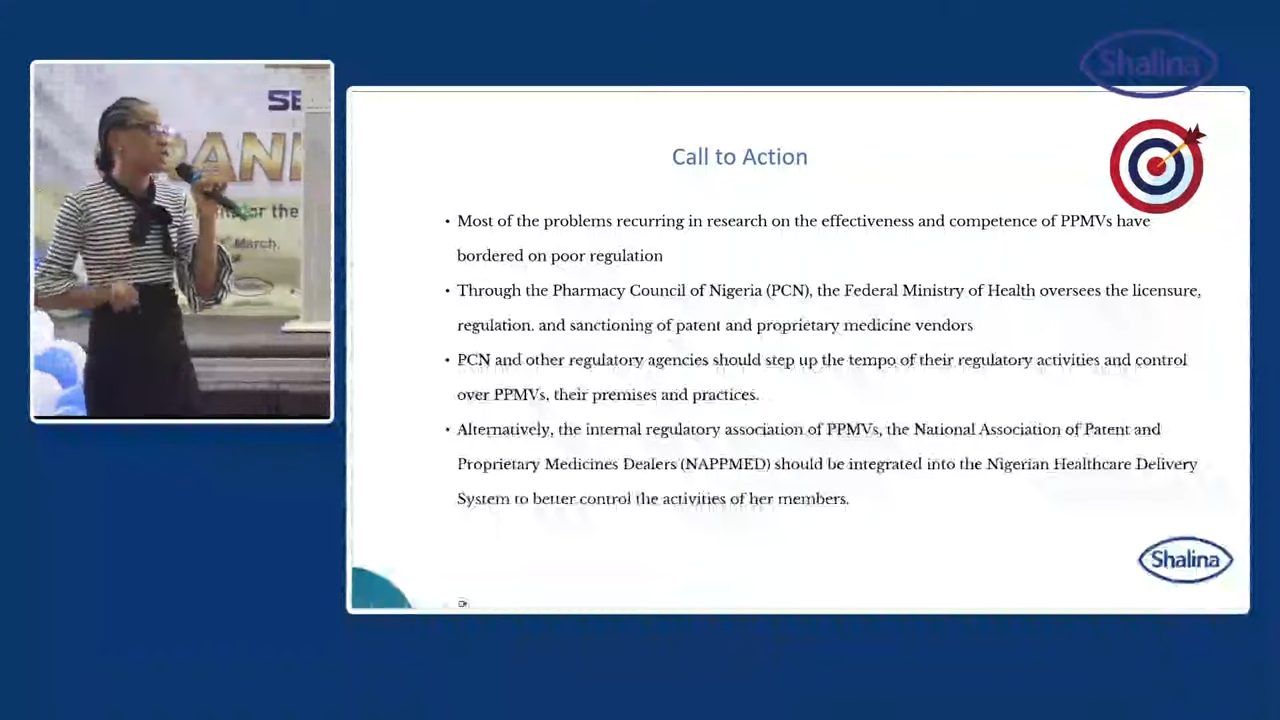 Shalina
SE
RANI
for the
March,
Call to Action
• Most of the problems recurring in research on the effectiveness and competence of PPMVs have
bordered on poor regulation
• Through the Pharmacy Council of Nigeria (PCN), the Federal Ministry of Health oversees the licensure,
regulation. and sanctioning of patent and proprietary medicine vendors
• PCN and other regulatory agencies should step up the tempo of their regulatory activities and control
over PPMVs, their premises and practices.
• Alternatively, the internal regulatory association of PPMVs, the National Association of Patent and
Proprietary Medicines Dealers (NAPPMED) should be integrated into the Nigerian Healthcare Delivery
System to better control the activities of her members.
Shalina